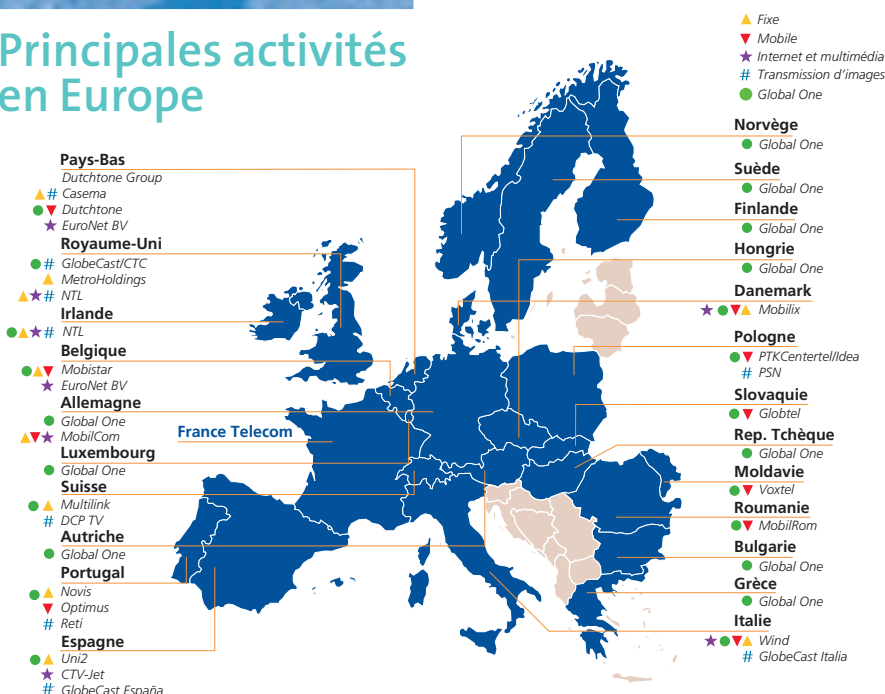 Principales activités
en Europe
Fixe
Mobile
Internet et multimédia
# Transmission d'images
Global One
Pays-Bas
Dutchtone Group
# Casema
Dutchtone
EuroNet BV
Royaume-Uni
# GlobeCast/CTC
MetroHoldings
# NTL
Irlande
# NTL
Belgique
Mobistar
EuroNet BV
Allemagne
Global One
MobilCom
Luxembourg
Global One
Suisse
Multilink
# DCP TV
Autriche
Global One
Portugal
Novis
Optimus
# Reti
Espagne
Uni2
CTV-Jet
# GlobeCast España
France Telecom
Norvège
Global One
Suède
Global One
Finlande
Global One
Hongrie
Global One
Danemark
Mobilix
Pologne
PTKCentertel/Idea
# PSN
Slovaquie
Globtel
Rep. Tchèque
Global One
Moldavie
Voxtel
Roumanie
MobilRom
Bulgarie
Global One
Grèce
Global One
Italie
Wind
# GlobeCast Italia